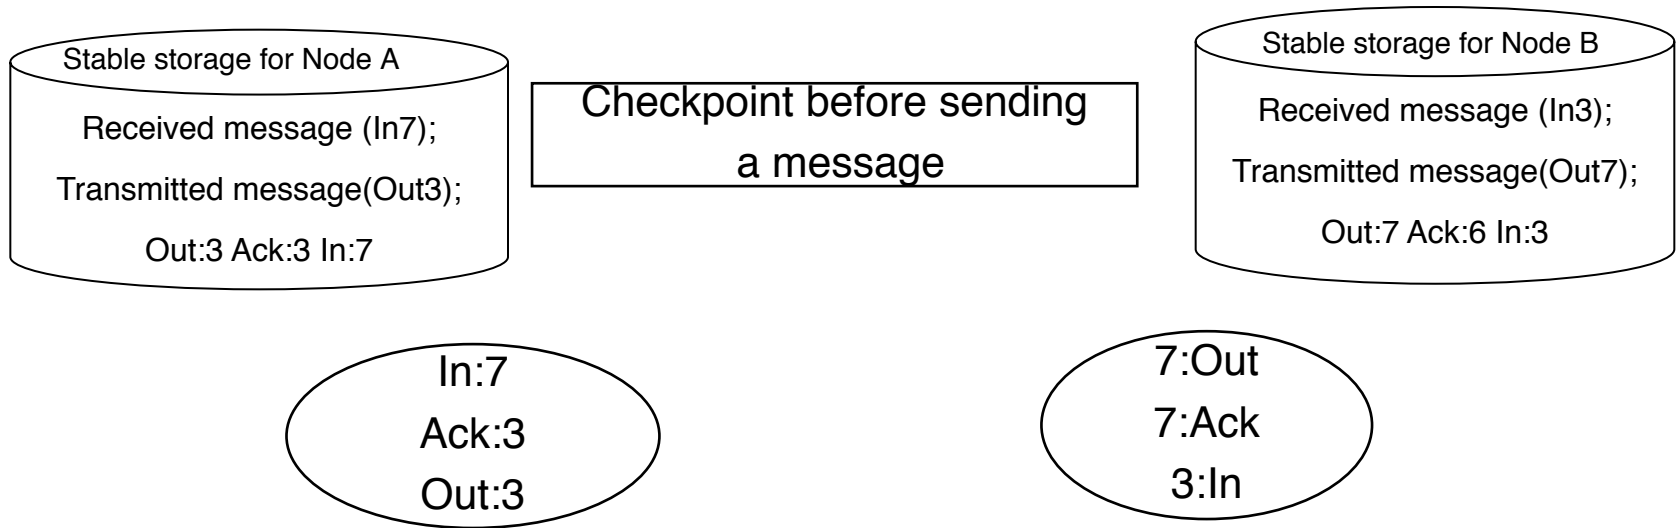 Stable storage for Node A
Received message (In7);
Transmitted message(Out3);
Out:3 Ack:3 In:7
Checkpoint before sending
a message
Stable storage for Node B
Received message (In3);
Transmitted message(Out7);
Out:7 Ack:6 In:3
In:7
Ack:3
Out:3
7:Out
7:Ack
3:In